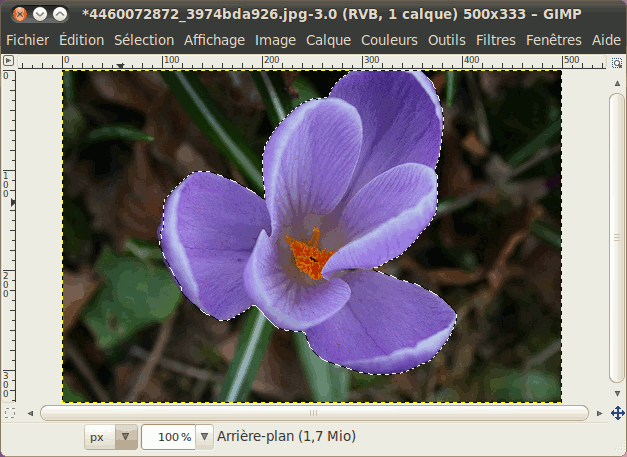 *4460072872_3974bda926.jpg-3.0 (RVB, 1 calque) 500x333 – GIMP
Fichier Édition Sélection Affichage Image Calque Couleurs Outils Filtres Fenêtres Aide
0 100 200 300 400 500
0
100
200
300
px 100 % Arrière-plan (1,7 Mio)